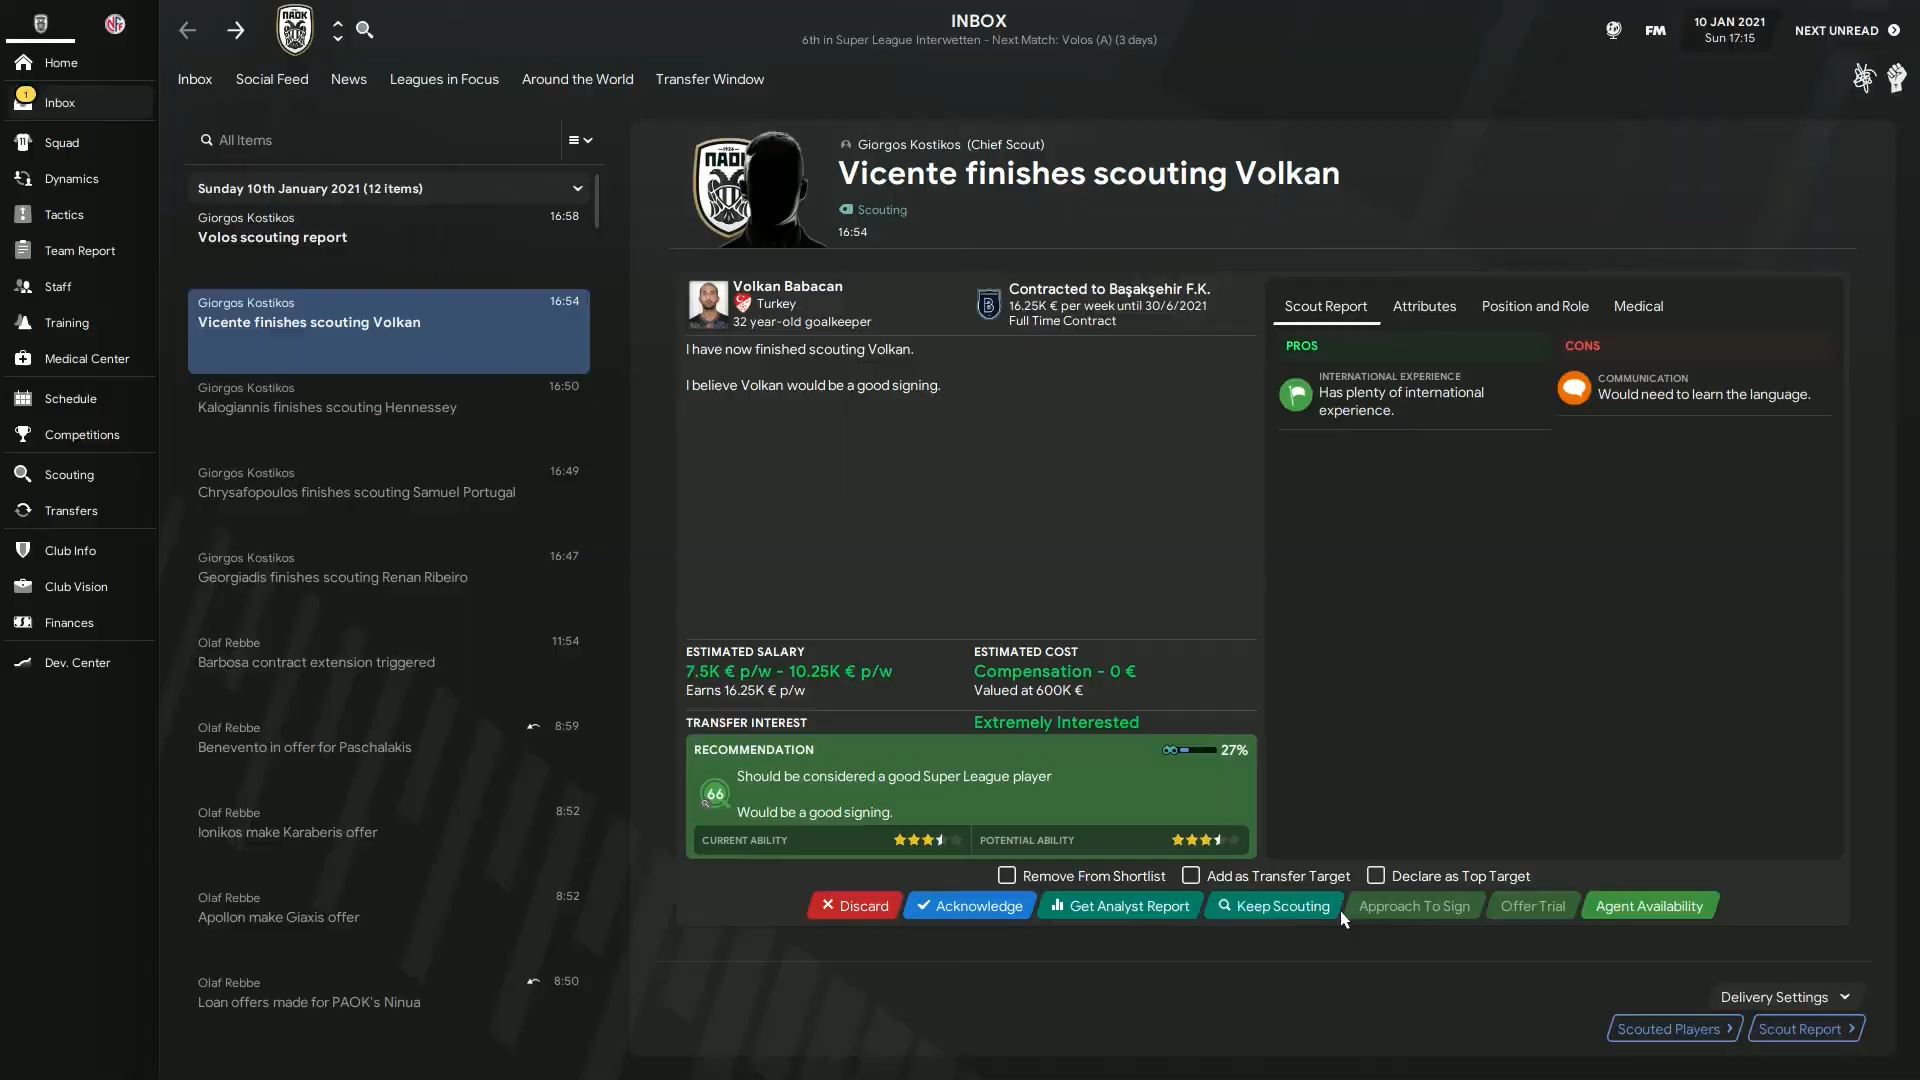 INBOX
6th in Super League Interwetten - Next Match: Volos (A) (3 days)
FM
10 JAN 2021
Sun 17:15
NEXT UNREAD
Home
1
Inbox
Squad
Dynamics
Tactics
Team Report
Staff
Training
Medical Center
Schedule
Competitions
Scouting
Transfers
Club Info
Club Vision
Finances
Dev. Center
Inbox
Social Feed
News
Leagues in Focus
Around the World
Transfer Window
All Items
Sunday 10th January 2021 (12 items)
Giorgos Kostikos 16:58
Volos scouting report
Giorgos Kostikos 16:54
Vicente finishes scouting Volkan
Giorgos Kostikos 16:50
Kalogiannis finishes scouting Hennessey
Giorgos Kostikos 16:49
Chrysafopoulos finishes scouting Samuel Portugal
Giorgos Kostikos 16:47
Georgiadis finishes scouting Renan Ribeiro
Olaf Rebbe 11:54
Barbosa contract extension triggered
Olaf Rebbe 8:59
Benevento in offer for Paschalakis
Olaf Rebbe 8:52
Ionikos make Karaberis offer
Olaf Rebbe 8:52
Apollon make Giaxis offer
Olaf Rebbe 8:50
Loan offers made for PAOK's Ninua
ΠΑΟΚ
Giorgos Kostikos (Chief Scout)
Vicente finishes scouting Volkan
Scouting
16:54
Volkan Babacan
Turkey
32 year-old goalkeeper
Contracted to Başakşehir F.K.
16.25K € per week until 30/6/2021
Full Time Contract
I have now finished scouting Volkan.
I believe Volkan would be a good signing.
ESTIMATED SALARY
7.5K € p/w - 10.25K € p/w
Earns 16.25K € p/w
ESTIMATED COST
Compensation - 0 €
Valued at 600K €
TRANSFER INTEREST
Extremely Interested
RECOMMENDATION
27%
66
Should be considered a good Super League player
Would be a good signing.
CURRENT ABILITY
POTENTIAL ABILITY
Scout Report
Attributes
Position and Role
Medical
PROS
INTERNATIONAL EXPERIENCE
Has plenty of international
experience.
CONS
COMMUNICATION
Would need to learn the language.
Remove From Shortlist
Add as Transfer Target
Declare as Top Target
Discard
Acknowledge
Get Analyst Report
Keep Scouting
Approach To Sign
Offer Trial
Agent Availability
Delivery Settings
Scouted Players
Scout Report